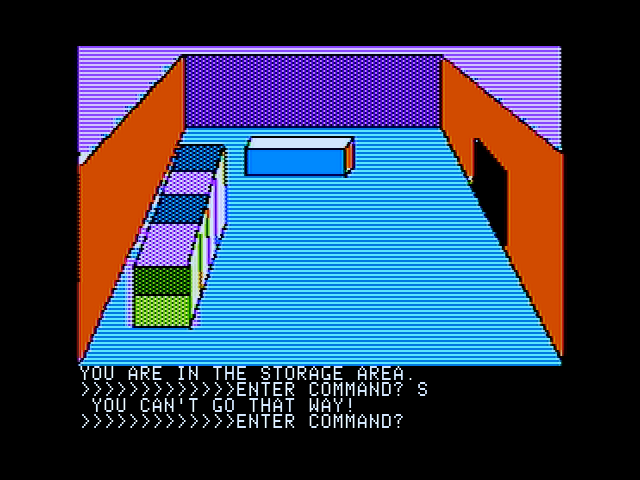 YOU ARE IN THE STORAGE AREA.
>>>>>>>>>>>>>ENTER COMMAND? S
YOU CAN'T GO THAT WAY!
>>>>>>>>>>>>>ENTER COMMAND?